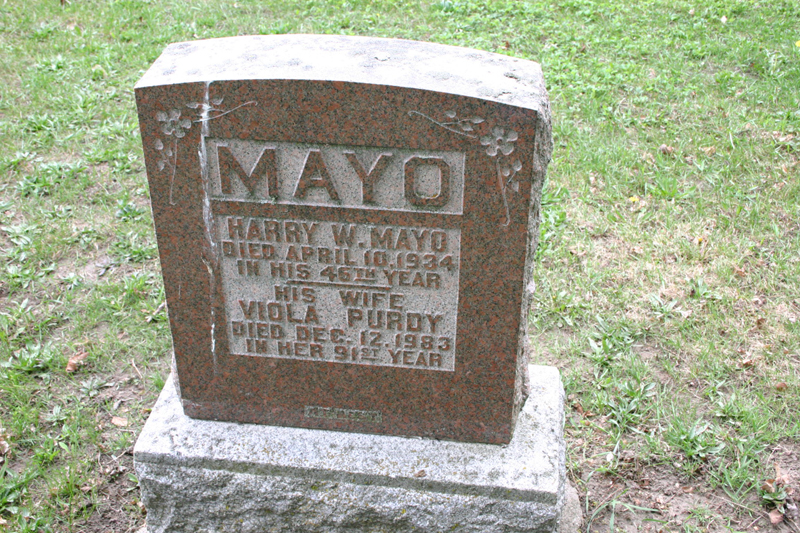 MAYO
HARRY W. MAYO
DIED APRIL 10, 1934
IN HIS 46TH YEAR
HIS WIFE
VIOLA PURDY
DIED DEC. 12, 1983
IN HER 91ST YEAR